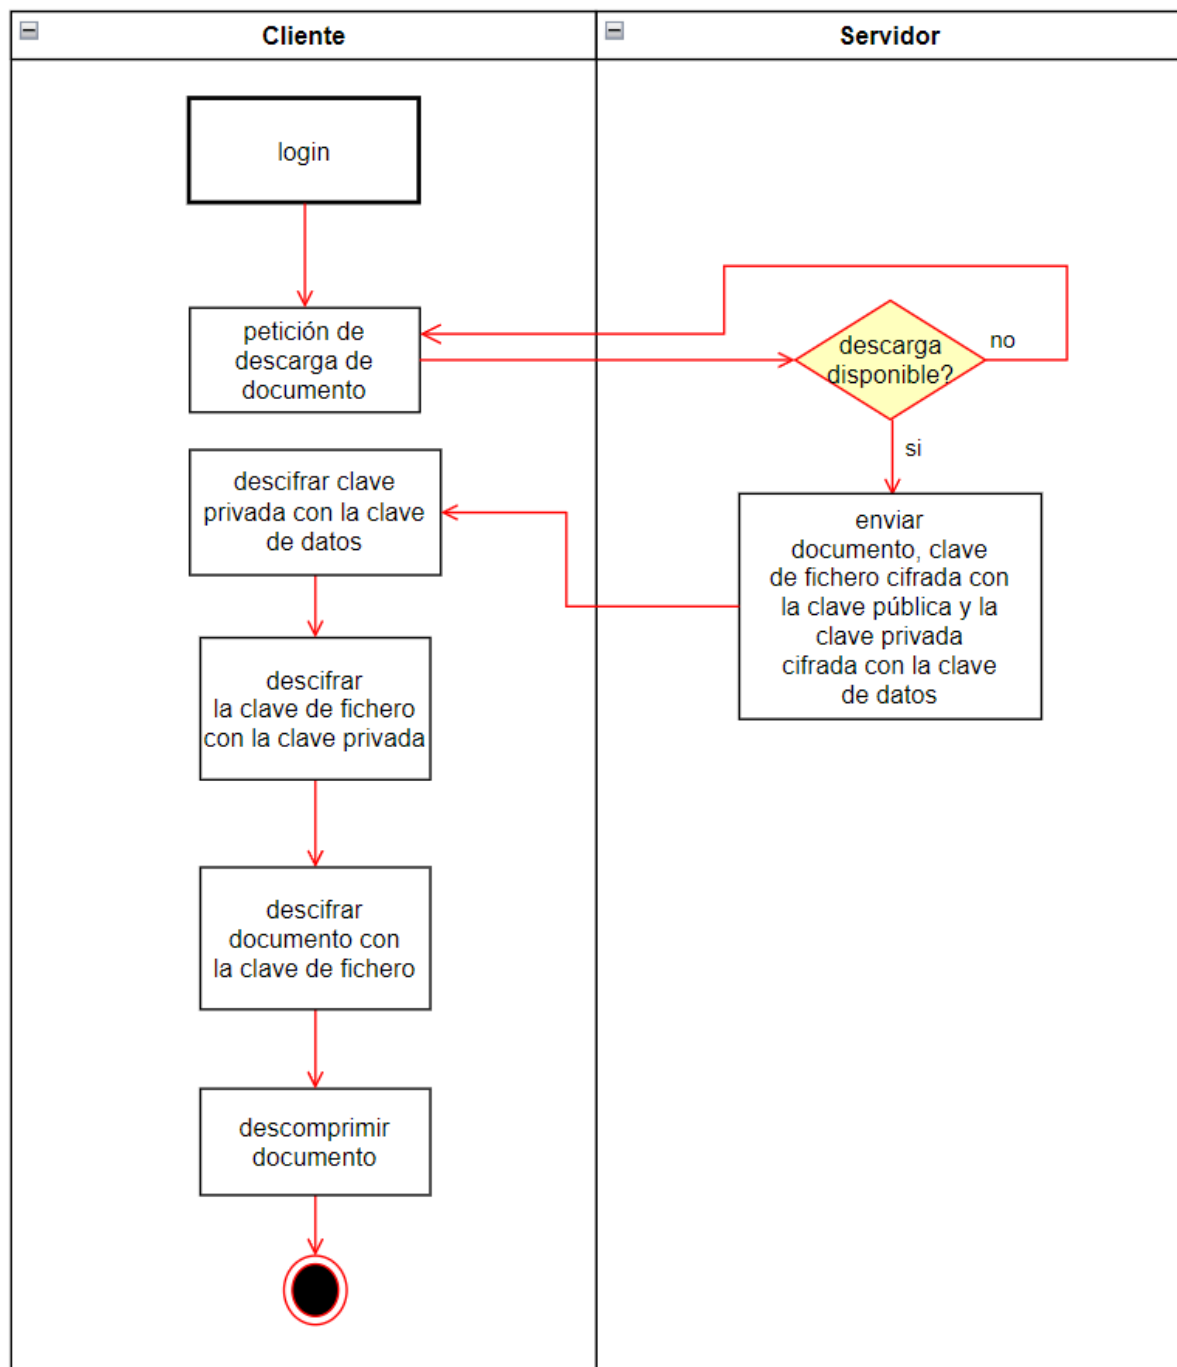 Cliente
Servidor
login
petición de
descarga de
documento
descarga
disponible?
no
si
descifrar clave
privada con la clave
de datos
enviar
documento, clave
de fichero cifrada con
la clave pública y la
clave privada
cifrada con la clave
de datos
descifrar
la clave de fichero
con la clave privada
descifrar
documento con
la clave de fichero
descomprimir
documento